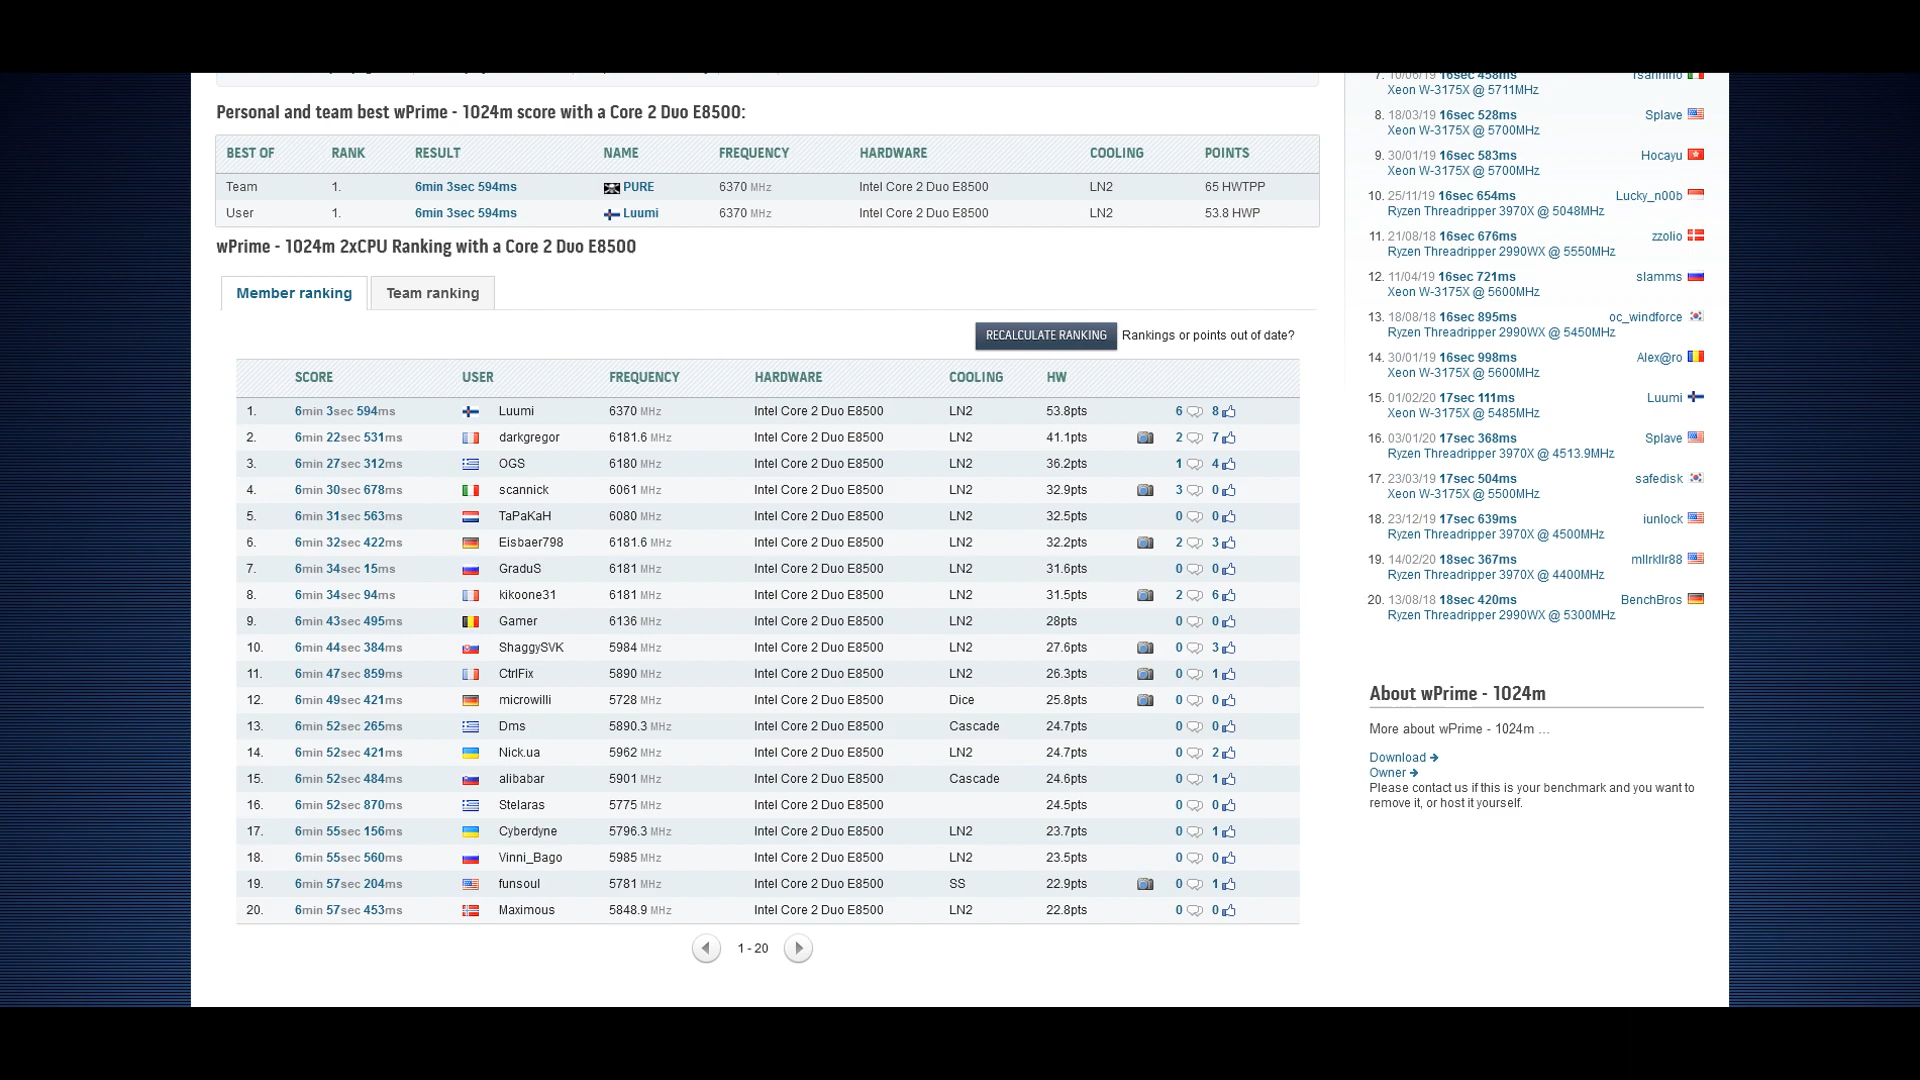 Personal and team best wPrime - 1024m score with a Core 2 Duo E8500:
BEST OF RANK RESULT NAME FREQUENCY HARDWARE COOLING POINTS
Team 1. 6min 3sec 594ms PURE 6370 MHz Intel Core 2 Duo E8500 LN2 65 HWTPP
User 1. 6min 3sec 594ms Luumi 6370 MHz Intel Core 2 Duo E8500 LN2 53.8 HWP
wPrime - 1024m 2xCPU Ranking with a Core 2 Duo E8500
Member ranking Team ranking
RECALCULATE RANKING Rankings or points out of date?
SCORE USER FREQUENCY HARDWARE COOLING HW
1. 6min 3sec 594ms Luumi 6370 MHz Intel Core 2 Duo E8500 LN2 53.8pts 6 8
2. 6min 22sec 531ms darkgregor 6181.6 MHz Intel Core 2 Duo E8500 LN2 41.1pts 2 7
3. 6min 27sec 312ms OGS 6180 MHz Intel Core 2 Duo E8500 LN2 36.2pts 1 4
4. 6min 30sec 678ms scannick 6061 MHz Intel Core 2 Duo E8500 LN2 32.9pts 3 0
5. 6min 31sec 563ms TaPaKaH 6080 MHz Intel Core 2 Duo E8500 LN2 32.5pts 0 0
6. 6min 32sec 422ms Eisbaer798 6181.6 MHz Intel Core 2 Duo E8500 LN2 32.2pts 2 3
7. 6min 34sec 15ms GraduS 6181 MHz Intel Core 2 Duo E8500 LN2 31.6pts 0 0
8. 6min 34sec 94ms kikoone31 6181 MHz Intel Core 2 Duo E8500 LN2 31.5pts 2 6
9. 6min 43sec 495ms Gamer 6136 MHz Intel Core 2 Duo E8500 LN2 28pts 0 0
10. 6min 44sec 384ms ShaggySVK 5984 MHz Intel Core 2 Duo E8500 LN2 27.6pts 0 3
11. 6min 47sec 859ms CtrlFix 5890 MHz Intel Core 2 Duo E8500 LN2 26.3pts 0 1
12. 6min 49sec 421ms microwilli 5728 MHz Intel Core 2 Duo E8500 Dice 25.8pts 0 0
13. 6min 52sec 265ms Dms 5890.3 MHz Intel Core 2 Duo E8500 Cascade 24.7pts 0 0
14. 6min 52sec 421ms Nick.ua 5962 MHz Intel Core 2 Duo E8500 LN2 24.7pts 0 2
15. 6min 52sec 484ms alibabar 5901 MHz Intel Core 2 Duo E8500 Cascade 24.6pts 0 1
16. 6min 52sec 870ms Stelaras 5775 MHz Intel Core 2 Duo E8500 24.5pts 0 0
17. 6min 55sec 156ms Cyberdyne 5796.3 MHz Intel Core 2 Duo E8500 LN2 23.7pts 0 1
18. 6min 55sec 560ms Vinni_Bago 5985 MHz Intel Core 2 Duo E8500 LN2 23.5pts 0 0
19. 6min 57sec 204ms funsoul 5781 MHz Intel Core 2 Duo E8500 SS 22.9pts 0 1
20. 6min 57sec 453ms Maximous 5848.9 MHz Intel Core 2 Duo E8500 LN2 22.8pts 0 0
1 - 20
7. 10/06/19 16sec 458ms Tsannino
Xeon W-3175X @ 5711MHz
8. 18/03/19 16sec 528ms Splave
Xeon W-3175X @ 5700MHz
9. 30/01/19 16sec 583ms Hocayu
Xeon W-3175X @ 5700MHz
10. 25/11/19 16sec 654ms Lucky_n00b
Ryzen Threadripper 3970X @ 5048MHz
11. 21/08/18 16sec 676ms zzolio
Ryzen Threadripper 2990WX @ 5550MHz
12. 11/04/19 16sec 721ms slamms
Xeon W-3175X @ 5600MHz
13. 18/08/18 16sec 895ms oc_windforce
Ryzen Threadripper 2990WX @ 5450MHz
14. 30/01/19 16sec 998ms Alex@ro
Xeon W-3175X @ 5600MHz
15. 01/02/20 17sec 111ms Luumi
Xeon W-3175X @ 5485MHz
16. 03/01/20 17sec 368ms Splave
Ryzen Threadripper 3970X @ 4513.9MHz
17. 23/03/19 17sec 504ms safedisk
Xeon W-3175X @ 5500MHz
18. 23/12/19 17sec 639ms iunlock
Ryzen Threadripper 3970X @ 4500MHz
19. 14/02/20 18sec 367ms mllrkllr88
Ryzen Threadripper 3970X @ 4400MHz
20. 13/08/18 18sec 420ms BenchBros
Ryzen Threadripper 2990WX @ 5300MHz
About wPrime - 1024m
More about wPrime - 1024m ...
Download
Owner
Please contact us if this is your benchmark and you want to
remove it, or host it yourself.